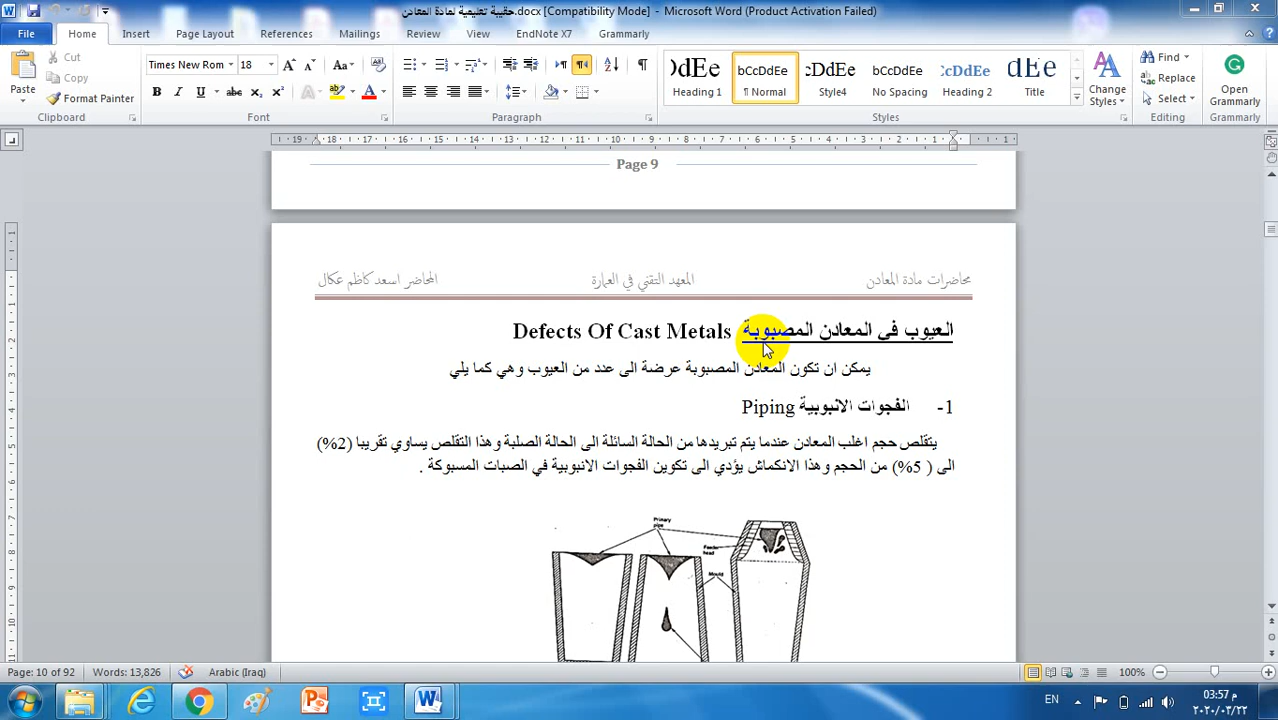 حقيبة تعليمية لمادة المعادن.docx [Compatibility Mode] - Microsoft Word (Product Activation Failed)
File Home Insert Page Layout References Mailings Review View EndNote X7 Grammarly
Paste
Cut
Copy
Format Painter
Clipboard
Times New Rom 18
Font
Paragraph
Heading 1
¶ Normal
Style4
No Spacing
Heading 2
Title
Change Styles
Styles
Find
Replace
Select
Editing
Open Grammarly
Grammarly
Page 9
محاضرات مادة المعادن المعهد التقني في العمارة المحاضر اسعد كاظم عكال
العيوب في المعادن المصبوبة Defects Of Cast Metals
يمكن ان تكون المعادن المصبوبة عرضة الى عدد من العيوب وهي كما يلي
1- الفجوات الانبوبية Piping
يتقلص حجم اغلب المعادن عندما يتم تبريدها من الحالة السائلة الى الحالة الصلبة وهذا التقلص يساوي تقريبا (2%)
الى ( 5%) من الحجم وهذا الانكماش يؤدي الى تكوين الفجوات الانبوبية في الصبات المسبوكة .
Primary pipe
Feeder head
Mould
Page: 10 of 92 Words: 13,826 Arabic (Iraq) 100%
EN 03:57 م
٢٠٢٠/٠٣/٢٢